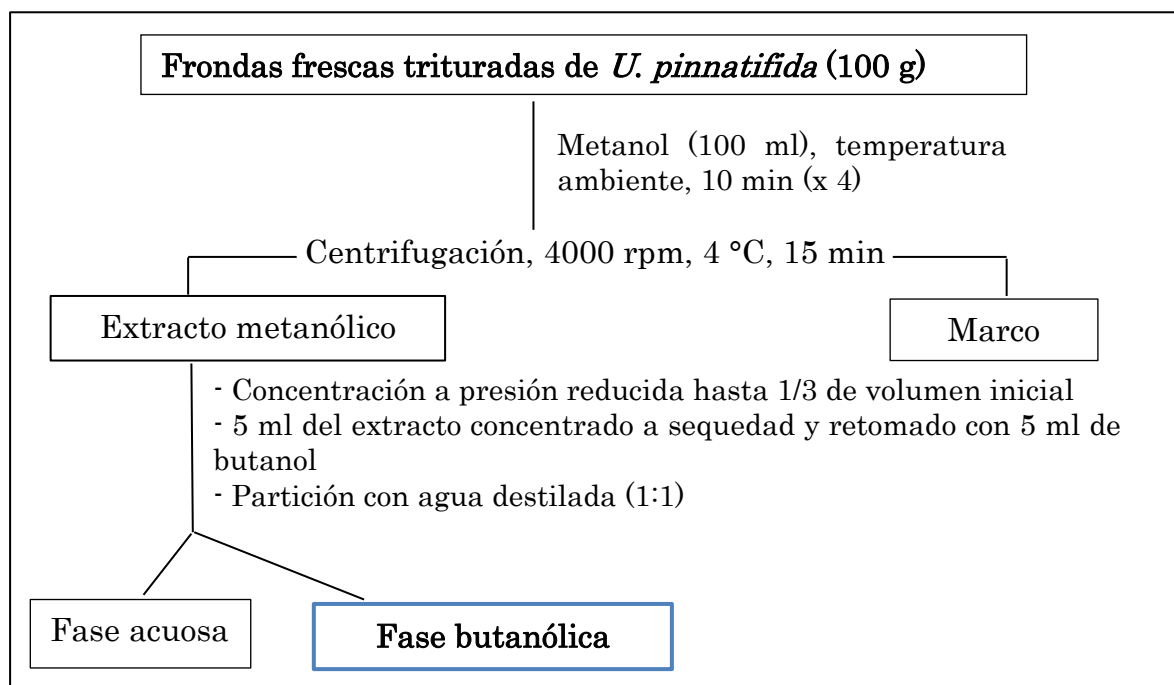 Frondas frescas trituradas de U. pinnatifida (100 g)
Metanol (100 ml), temperatura
ambiente, 10 min (x 4)
Centrifugación, 4000 rpm, 4 °C, 15 min
Extracto metanólico
Marco
- Concentración a presión reducida hasta 1/3 de volumen inicial
- 5 ml del extracto concentrado a sequedad y retomado con 5 ml de
butanol
- Partición con agua destilada (1:1)
Fase acuosa
Fase butanólica